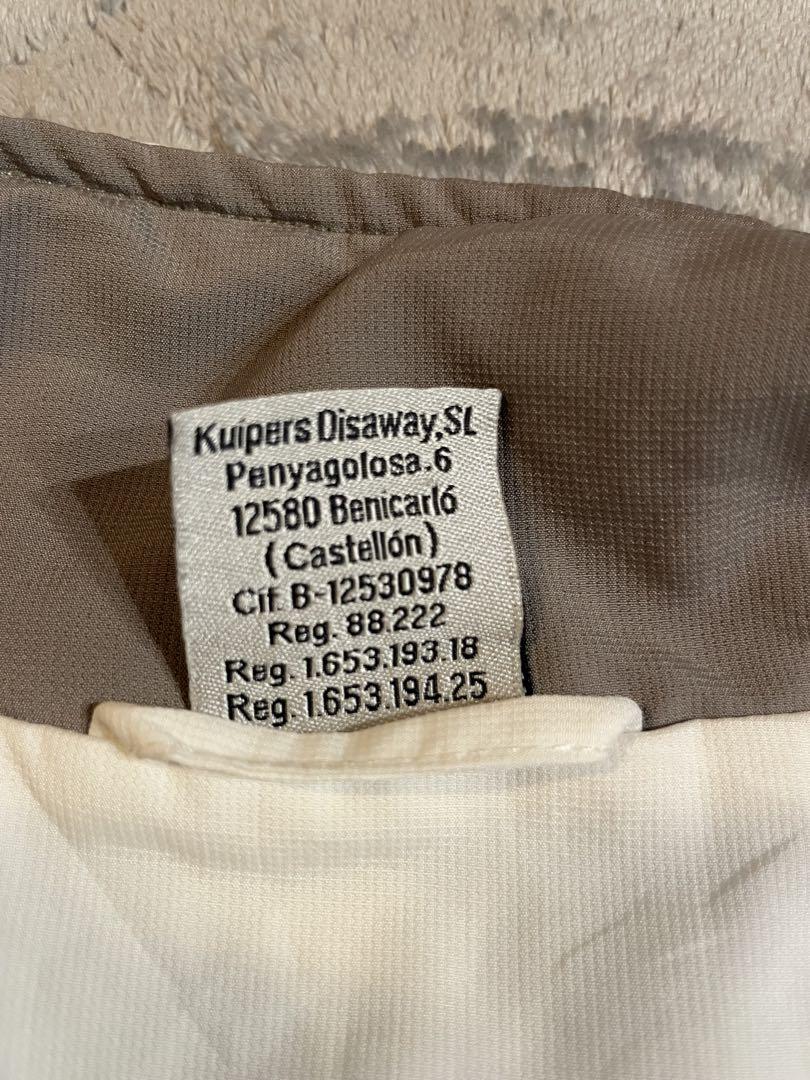 Kuipers Disaway,SL
Penyagolosa.6
12580 Benicarló
(Castellón)
Cif. B-12530978
Reg. 88.222
Reg. 1.653.193.18
Reg. 1.653.194.25